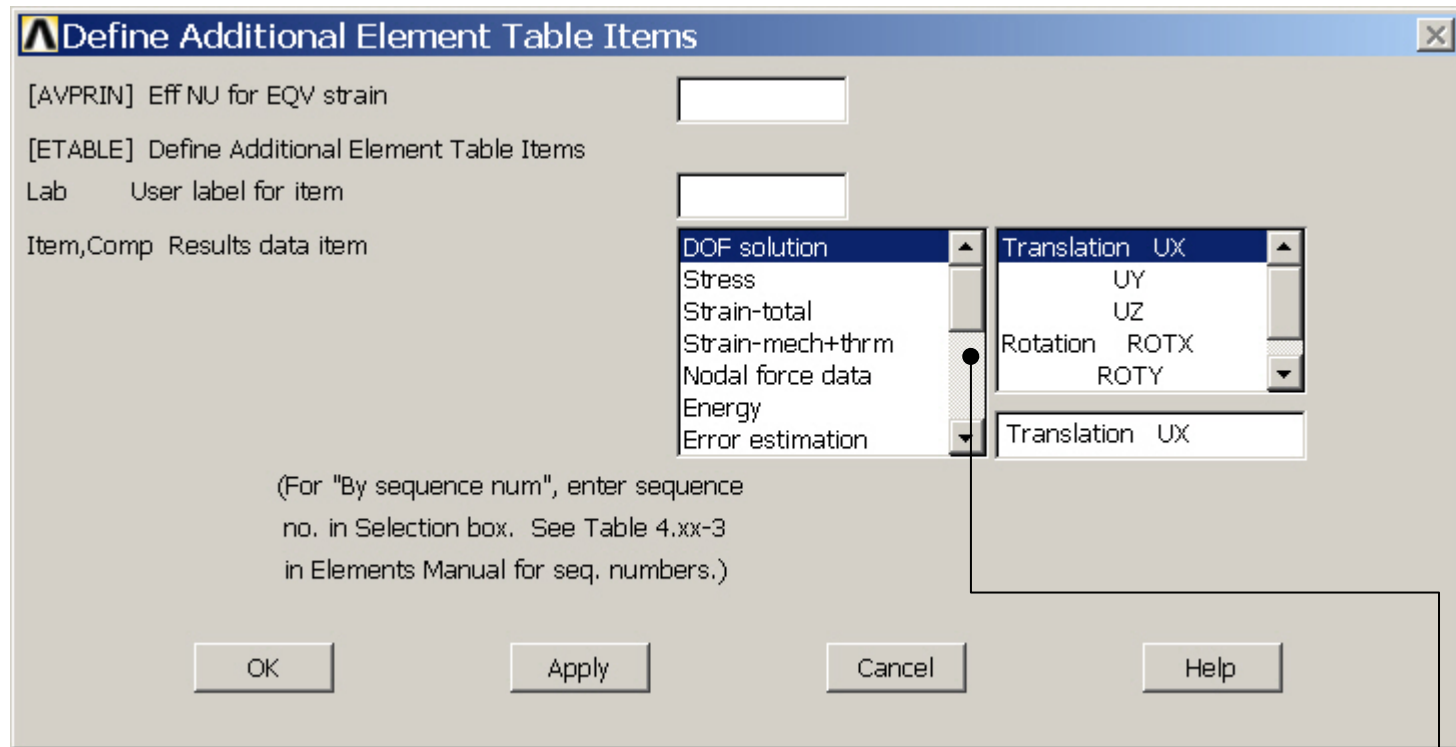 Define Additional Element Table Items
[AVPRIN] Eff NU for EQV strain
[ETABLE] Define Additional Element Table Items
Lab User label for item
Item,Comp Results data item
DOF solution
Stress
Strain-total
Strain-mech+thrm
Nodal force data
Energy
Error estimation
Translation UX
UY
UZ
Rotation ROTX
ROTY
Translation UX
(For "By sequence num", enter sequence
no. in Selection box. See Table 4.xx-3
in Elements Manual for seq. numbers.)
OK
Apply
Cancel
Help